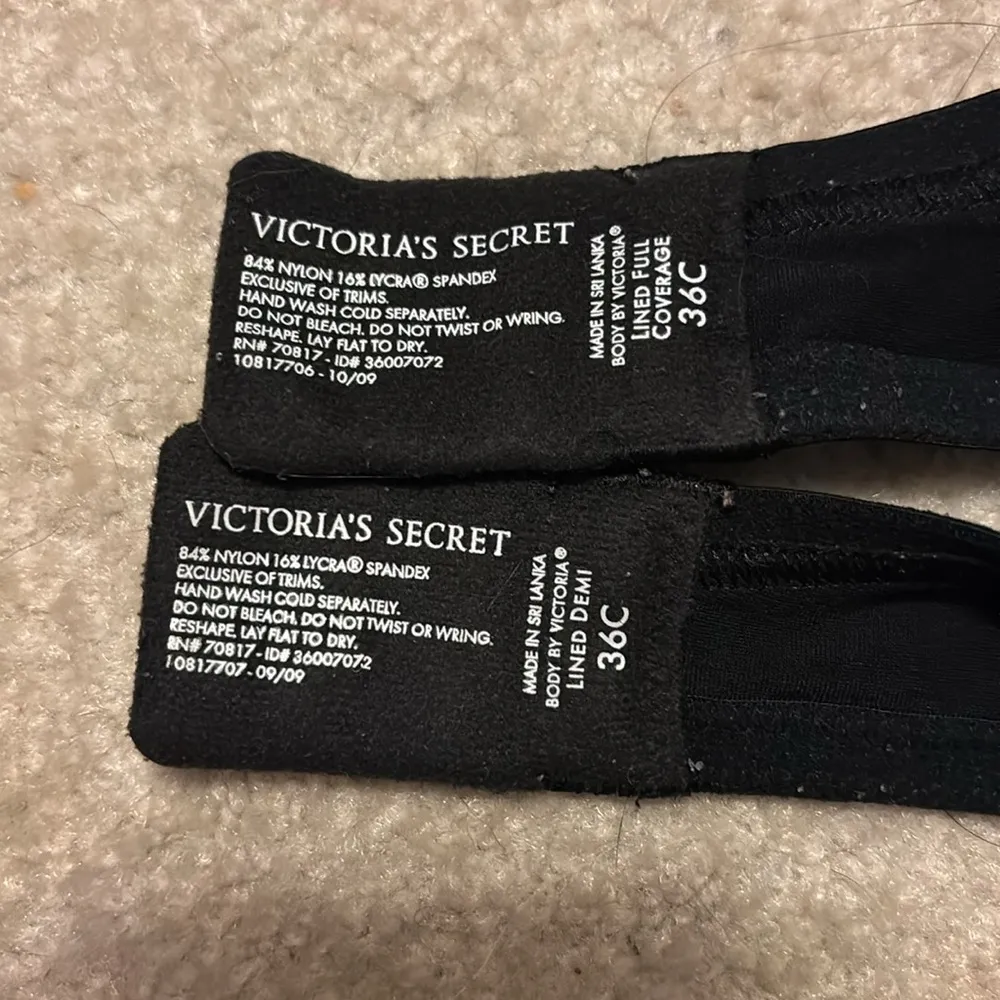 VICTORIA'S SECRET
84% NYLON 16% LYCRA® SPANDEX
EXCLUSIVE OF TRIMS.
HAND WASH COLD SEPARATELY.
DO NOT BLEACH. DO NOT TWIST OR WRING.
RESHAPE. LAY FLAT TO DRY.
RN# 70817 - ID# 36007072
10817706 - 10/09
MADE IN SRI LANKA
BODY BY VICTORIA®
LINED FULL
COVERAGE
36C
VICTORIA'S SECRET
84% NYLON 16% LYCRA® SPANDEX
EXCLUSIVE OF TRIMS.
HAND WASH COLD SEPARATELY.
DO NOT BLEACH. DO NOT TWIST OR WRING.
RESHAPE. LAY FLAT TO DRY.
RN# 70817 - ID# 36007072
10817707 - 09/09
MADE IN SRI LANKA
BODY BY VICTORIA®
LINED DEMI
36C